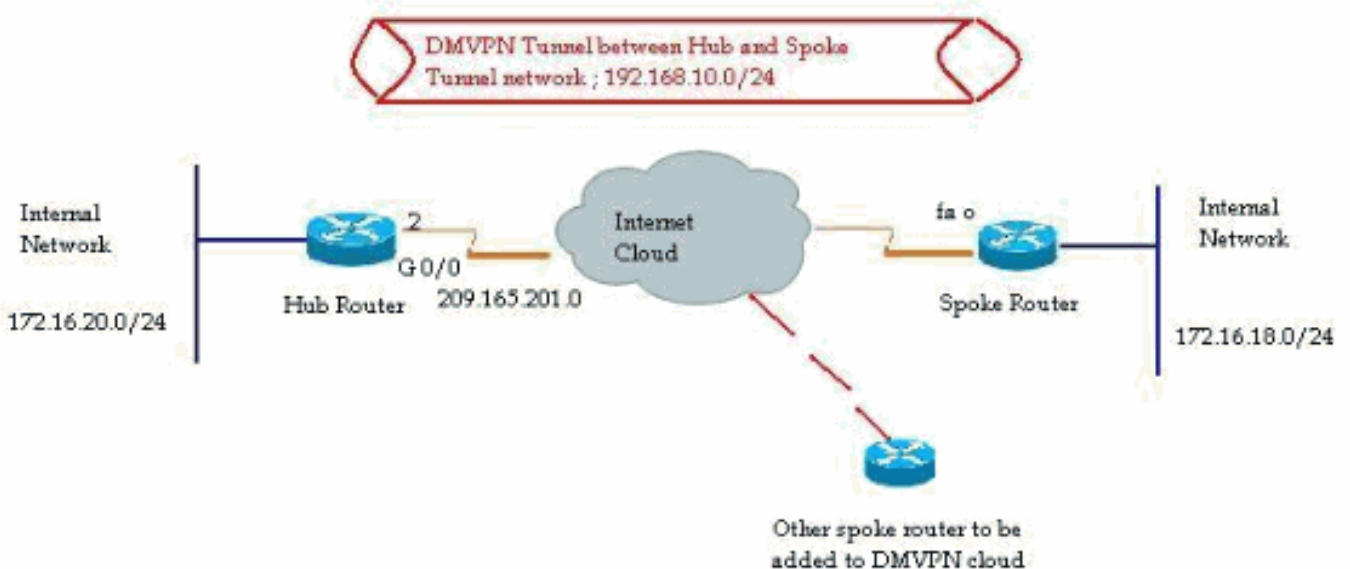 DMVPN Tunnel between Hub and Spoke
Tunnel network ; 192.168.10.0/24
Internal
Network
172.16.20.0/24
2
G 0/0
Hub Router
209.165.201.0
Internet
Cloud
fa o
Spoke Router
Internal
Network
172.16.18.0/24
Other spoke router to be
added to DMVPN cloud